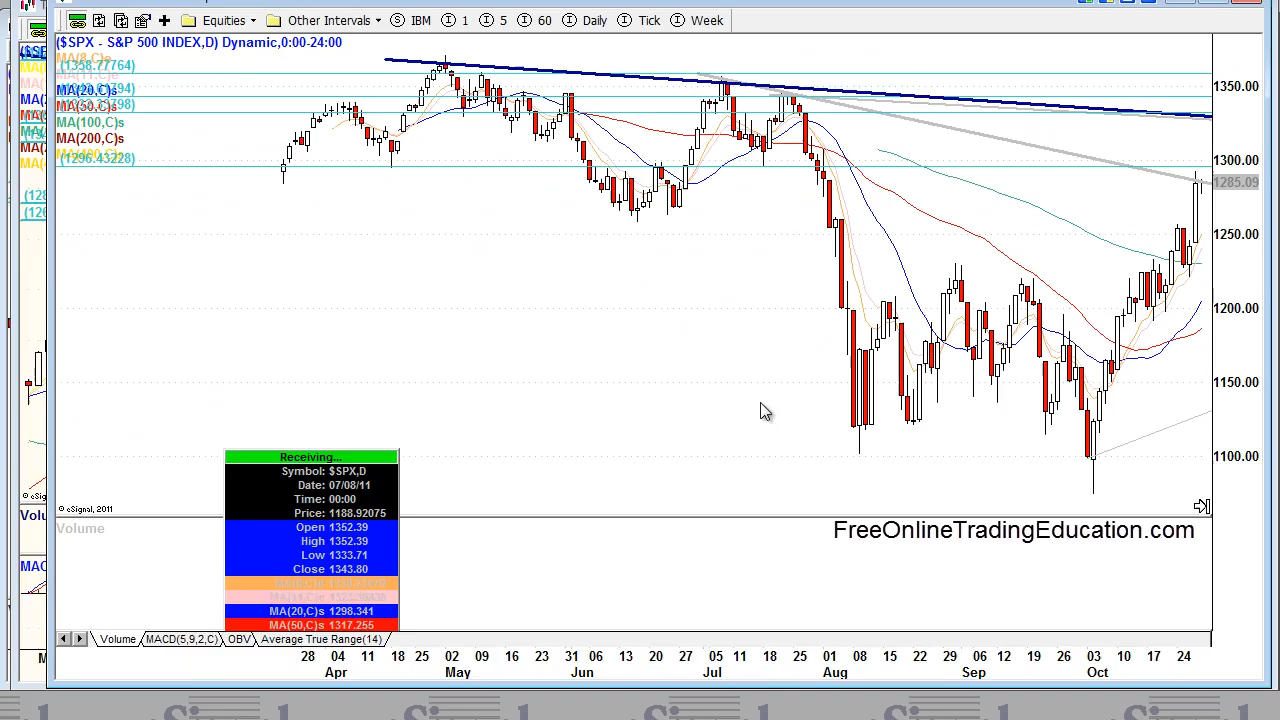 Equities Other Intervals IBM 1 5 60 Daily Tick Week
($SPX - S&P 500 INDEX,D) Dynamic,0:00-24:00
(1358.77764)
MA(20,C)s
MA(50,C)s
MA(100,C)s
MA(200,C)s
(1296.43228)
1350.00
1300.00
1285.09
1250.00
1200.00
1150.00
1100.00
Receiving...
Symbol: $SPX,D
Date: 07/08/11
Time: 00:00
Price: 1188.92075
Open 1352.39
High 1352.39
Low 1333.71
Close 1343.80
MA(20,C)s 1298.341
MA(50,C)s 1317.255
© eSignal, 2011
Volume
FreeOnlineTradingEducation.com
Volume MACD(5,9,2,C) OBV Average True Range(14)
28 04 11 18 25 02 09 16 23 31 06 13 20 27 05 11 18 25 01 08 15 22 29 06 12 19 26 03 10 17 24
Apr May Jun Jul Aug Sep Oct